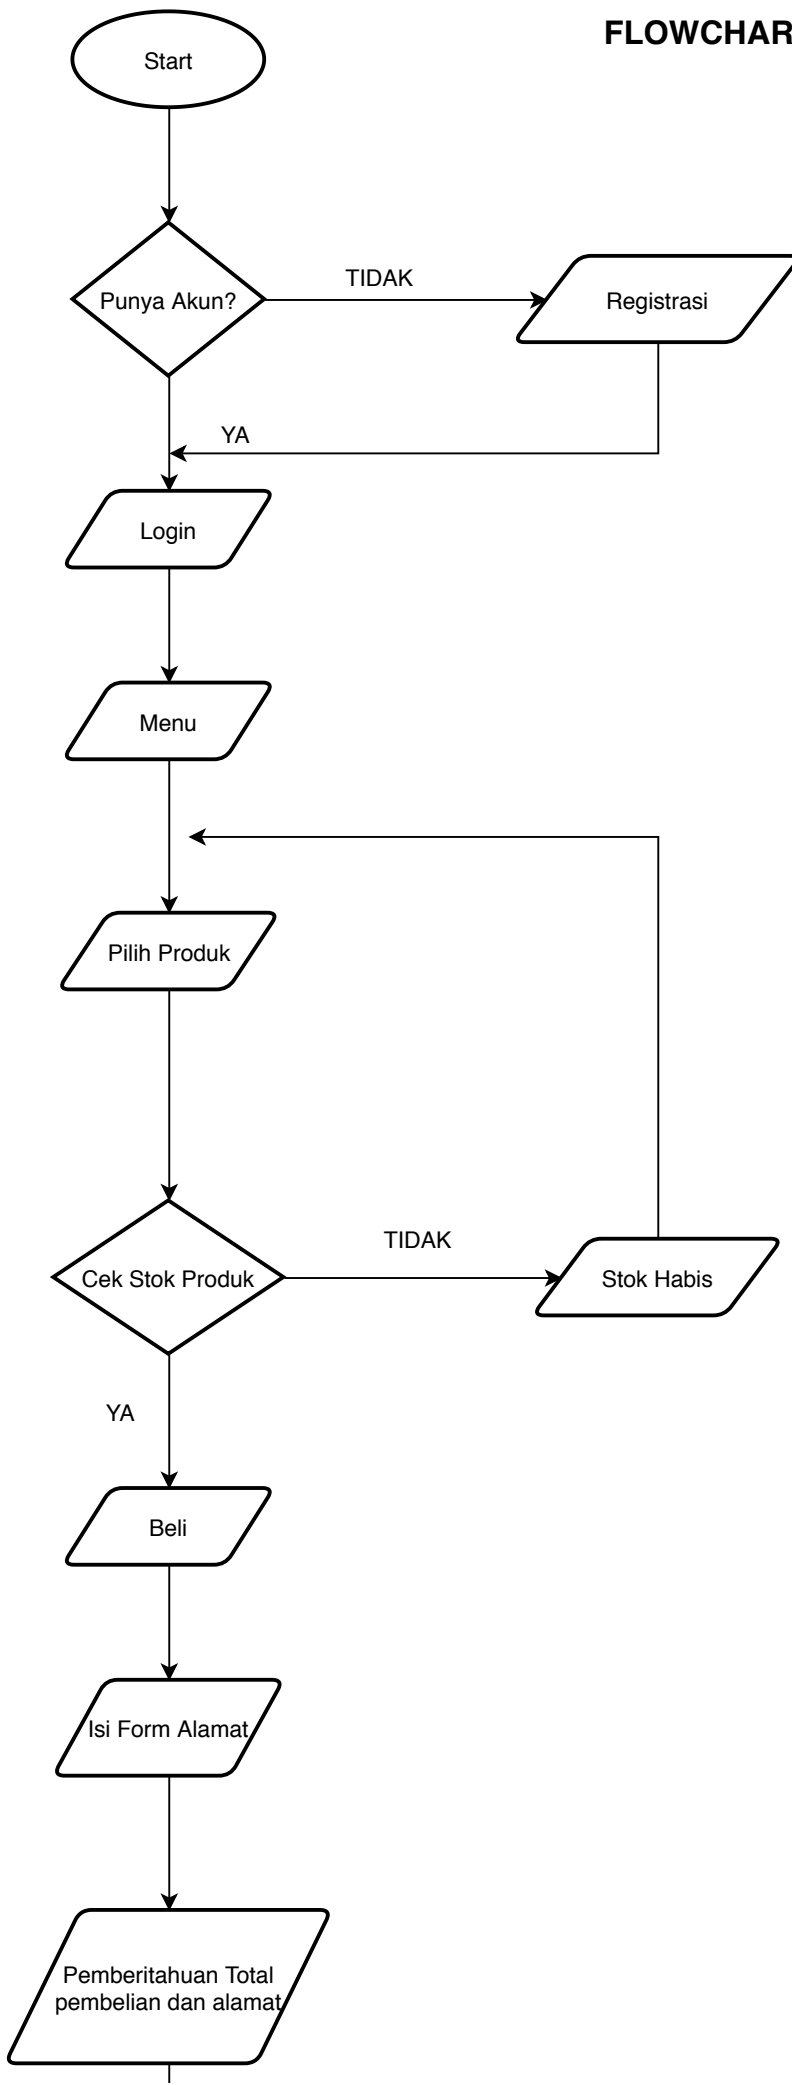 FLOWCHAR
Start
Punya Akun?
TIDAK
Registrasi
YA
Login
Menu
Pilih Produk
Cek Stok Produk
TIDAK
Stok Habis
YA
Beli
Isi Form Alamat
Pemberitahuan Total
pembelian dan alamat